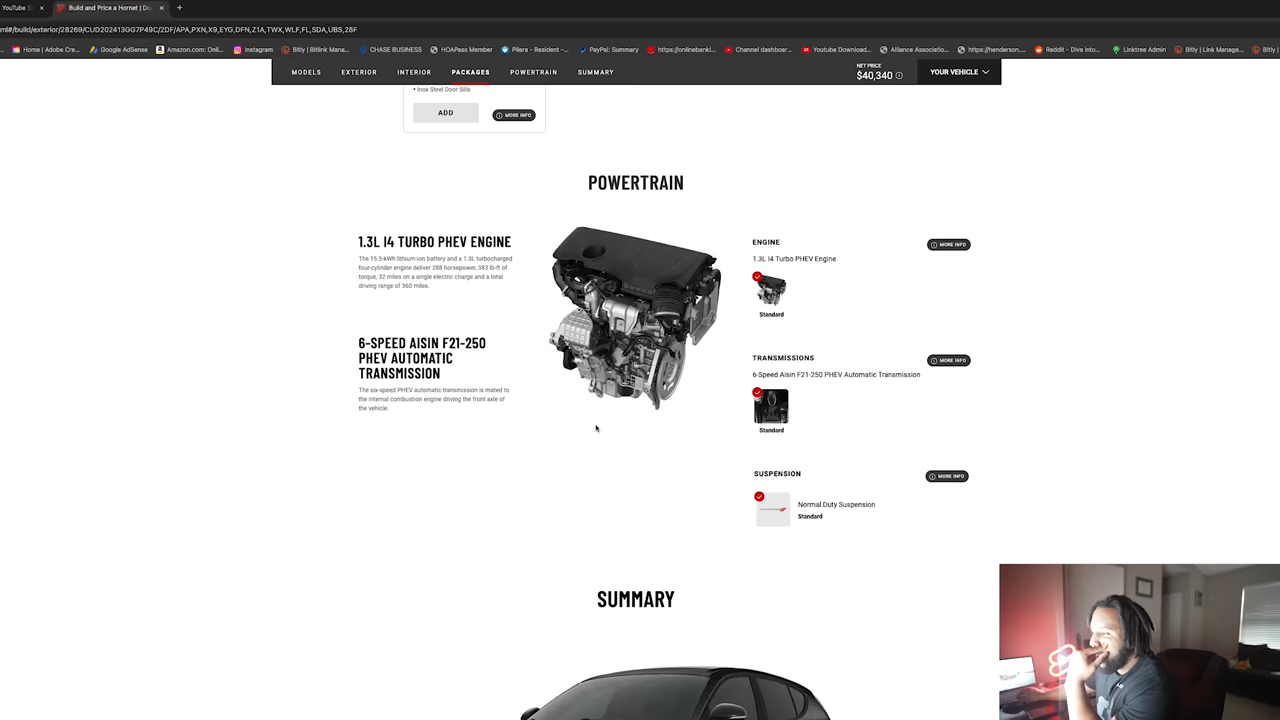 YouTube
Build and Price a Hornet | De
ml#/build/exterior/28269/CUD202413GG7P49C/2DF/APA,PXN,X9,EYG,DFN,Z1A,TWX,WLF,FL,SDA,UBS,28F
Home | Adobe Cre... Google AdSense Amazon.com: Onli... Instagram Bitly | Bitlink Mana... CHASE BUSINESS HOAPass Member Pilera - Resident -... PayPal: Summary https://onlinebanki... Channel dashboar... Youtube Download... Alliance Associatio... https://henderson.... Reddit - Dive into... Linktree Admin Bitly | Link Manage... Bitly |
MODELS EXTERIOR INTERIOR PACKAGES POWERTRAIN SUMMARY
NET PRICE
$40,340
YOUR VEHICLE
• Inox Steel Door Sills
ADD
MORE INFO
POWERTRAIN
1.3L I4 TURBO PHEV ENGINE
The 15.5-kWh lithium-ion battery and a 1.3L turbocharged
four-cylinder engine deliver 288 horsepower, 383 lb-ft of
torque, 32 miles on a single electric charge and a total
driving range of 360 miles.
6-SPEED AISIN F21-250
PHEV AUTOMATIC
TRANSMISSION
The six-speed PHEV automatic transmission is mated to
the internal combustion engine driving the front axle of
the vehicle.
ENGINE
MORE INFO
1.3L I4 Turbo PHEV Engine
Standard
TRANSMISSIONS
MORE INFO
6-Speed Aisin F21-250 PHEV Automatic Transmission
Standard
SUSPENSION
MORE INFO
Normal Duty Suspension
Standard
SUMMARY